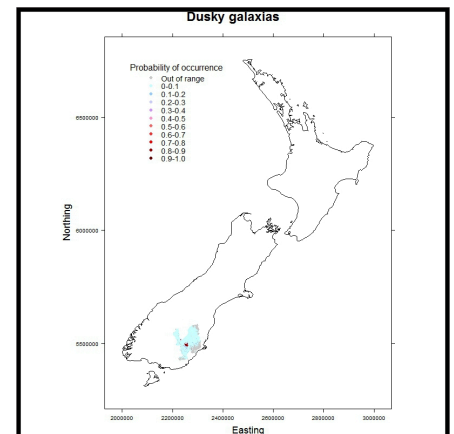 Dusky galaxias
Probability of occurrence
Out of range
0-0.1
0.1-0.2
0.2-0.3
0.3-0.4
0.4-0.5
0.5-0.6
0.6-0.7
0.7-0.8
0.8-0.9
0.9-1.0
6500000
6000000
5500000
Northing
2000000 2200000 2400000 2600000 2800000 3000000
Easting